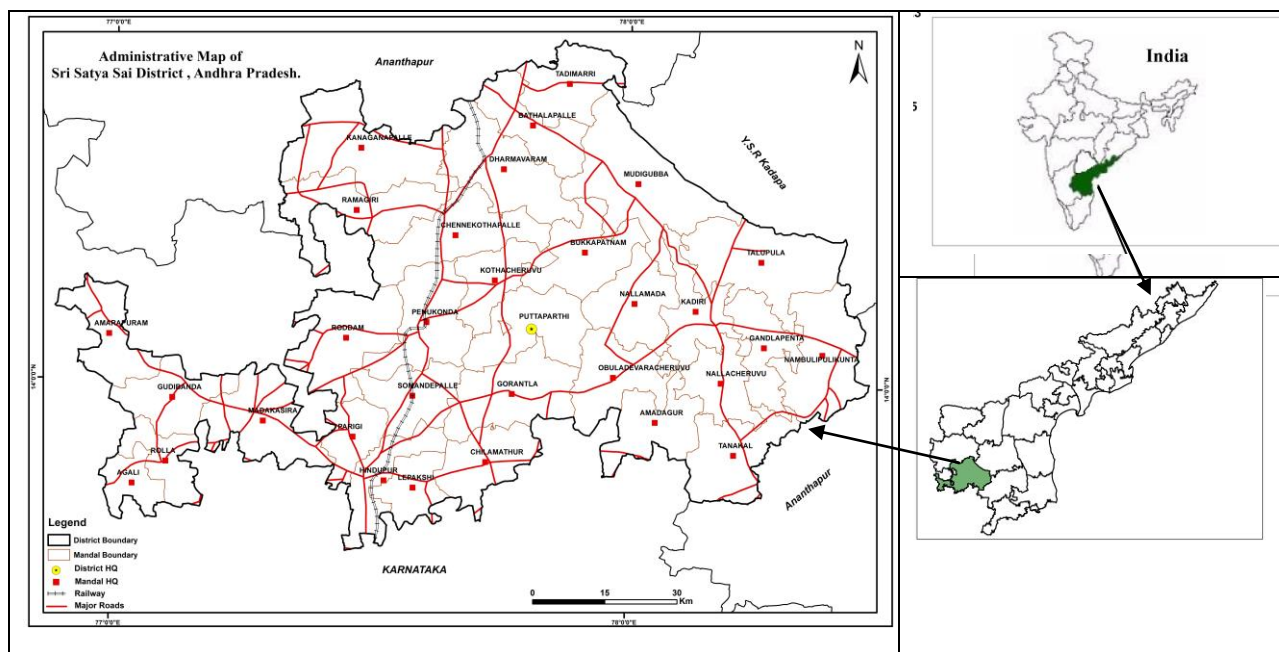 77°0'0"E
78°0'0"E
Administrative Map of
Sri Satya Sai District , Andhra Pradesh.
Ananthapur
N
TADIMARRI
BATHALAPALLE
KANAGANAPALLE
DHARMAVARAM
Y.S.R Kadapa
MUDIGUBBA
RAMAGIRI
CHENNEKOTHAPALLE
BUKKAPATNAM
TALUPULA
KOTHACHERUVU
NALLAMADA
KADIRI
AMARAPURAM
PENUKONDA
PUTTAPARTHI
RODDAM
GANDLAPENTA
NAMBULIPULIKUNTA
14°0'0"N
OBULADEVARACHERUVU
NALLACHERUVU
14°0'0"N
GUDIBANDA
SOMANDEPALLE
GORANTLA
MADAKASIRA
AMADAGUR
PARIGI
TANAKAL
ROLLA
CHILAMATHUR
AGALI
HINDUPUR
LEPAKSHI
Ananthapur
KARNATAKA
Legend
District Boundary
Mandal Boundary
District HQ
Mandal HQ
Railway
Major Roads
0 15 30
Km
77°0'0"E
78°0'0"E
India